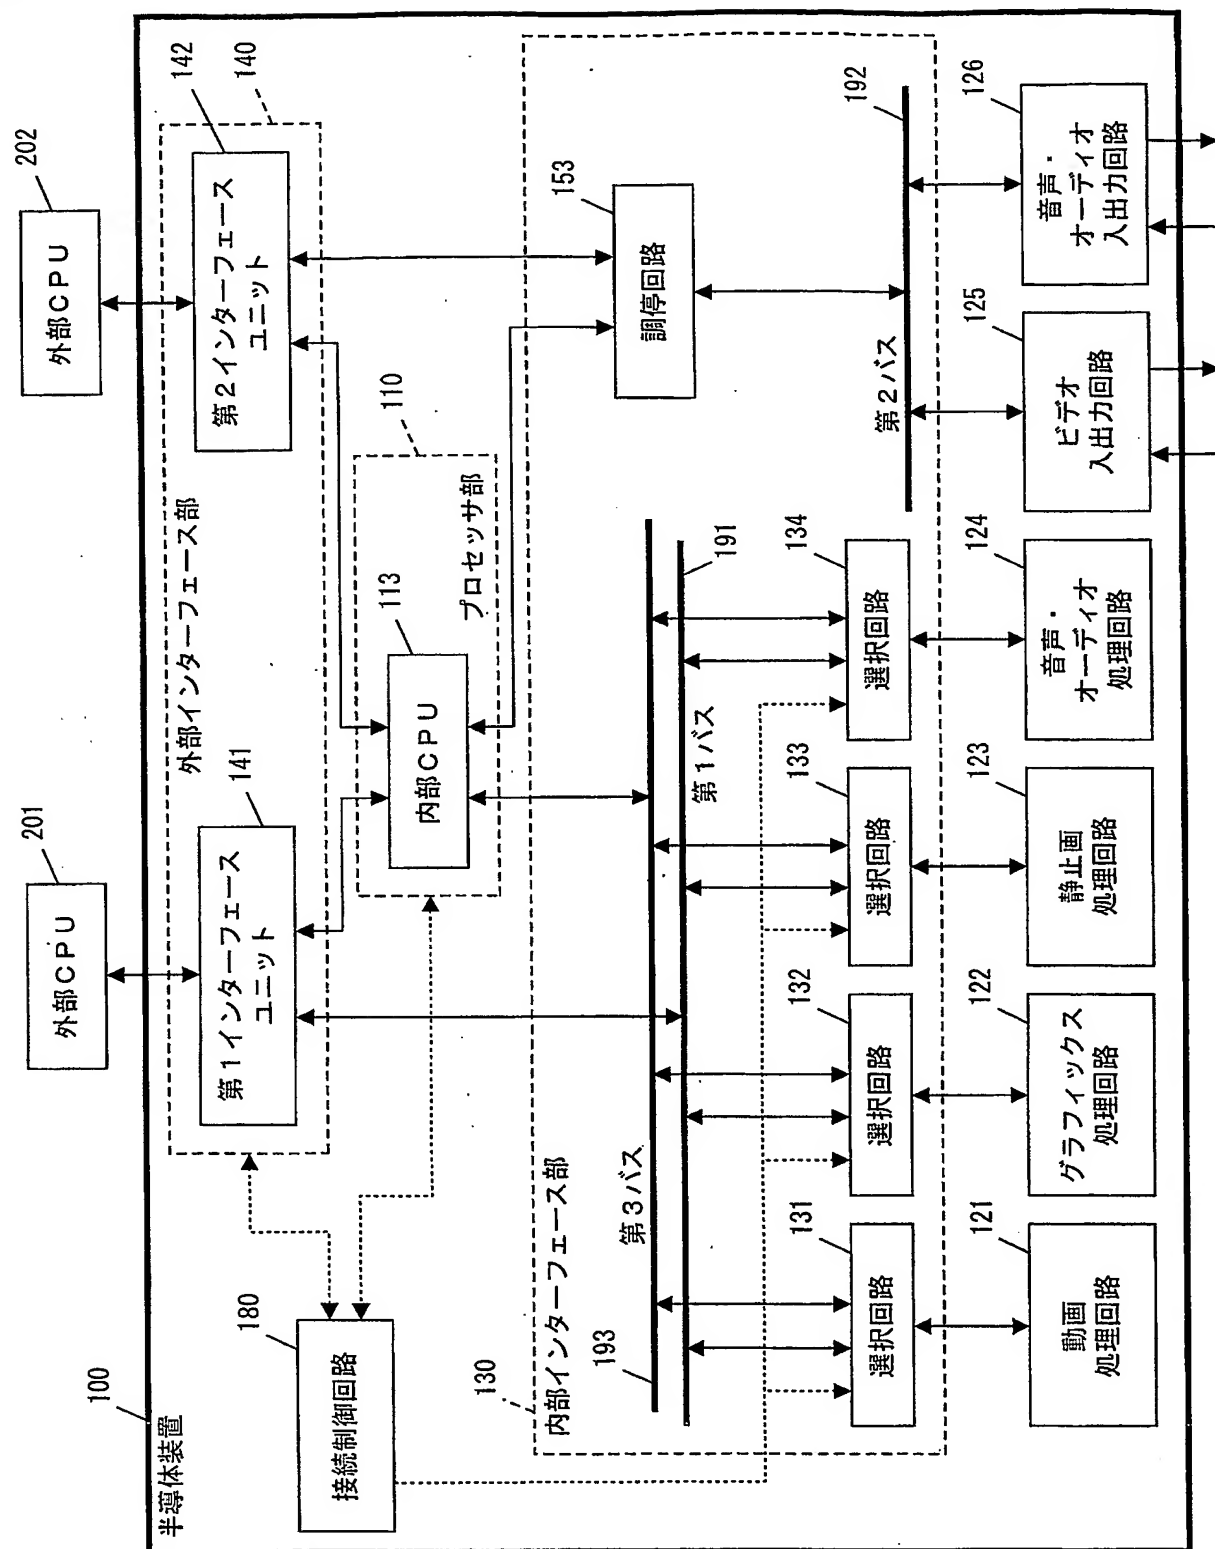 201
外部CPU
202
外部CPU
100
半導体装置
外部インターフェース部
140
141
第1インターフェース
ユニット
142
第2インターフェース
ユニット
180
接続制御回路
110
プロセッサ部
113
内部CPU
130
内部インターフェース部
153
調停回路
第3バス
193
第1バス
191
第2バス
192
131
選択回路
132
選択回路
133
選択回路
134
選択回路
121
動画
処理回路
122
グラフィックス
処理回路
123
静止画
処理回路
124
音声・
オーディオ
処理回路
125
ビデオ
入出力回路
126
音声・
オーディオ
入出力回路